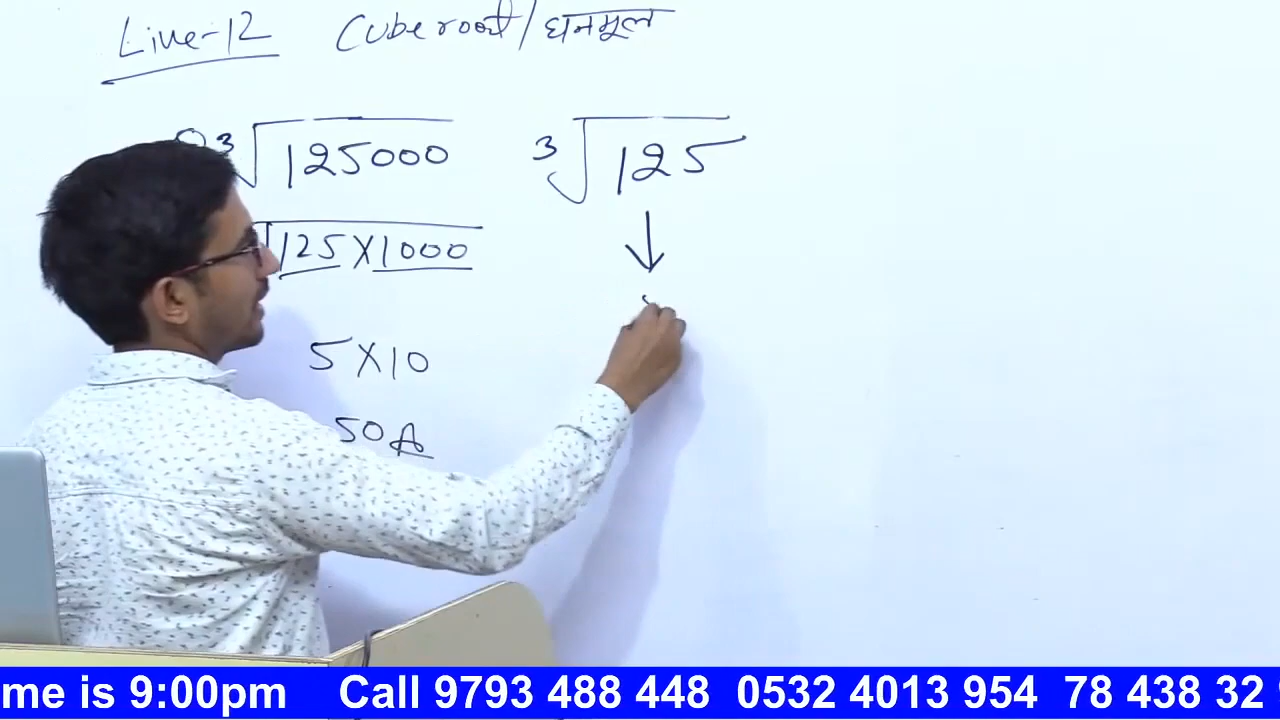 Live-12 Cube root/घनमूल
3√125000 3√125
√125X1000
5X10
50A
me is 9:00pm Call 9793 488 448 0532 4013 954 78 438 32